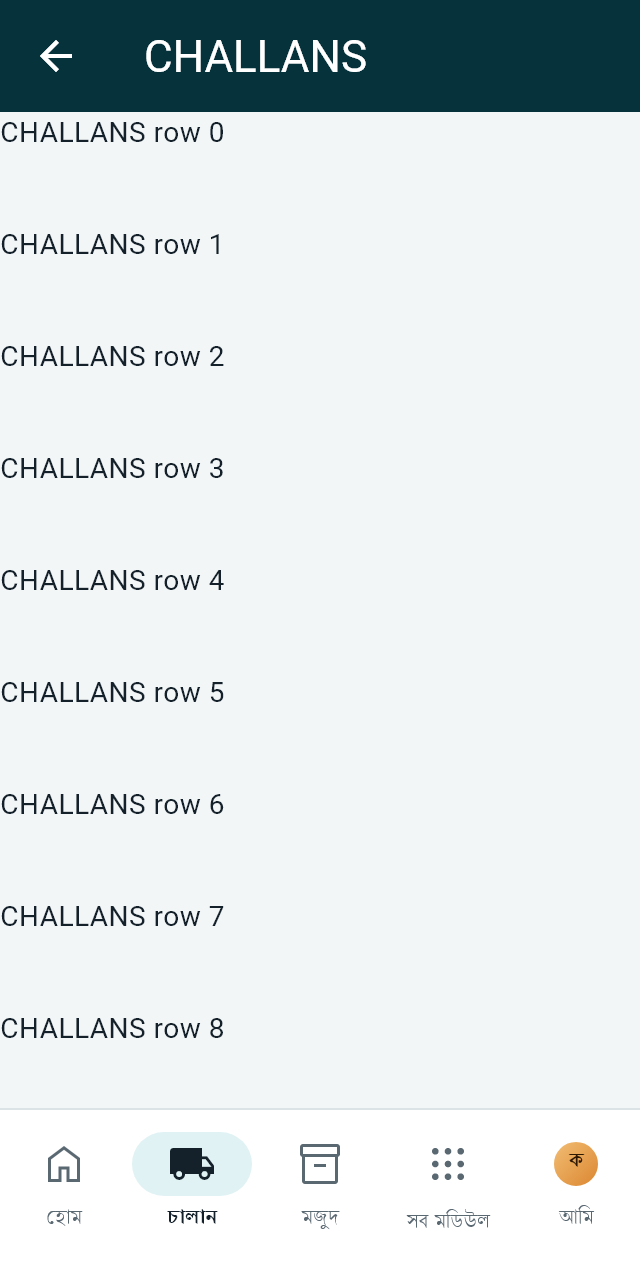 CHALLANS
CHALLANS row 0
CHALLANS row 1
CHALLANS row 2
CHALLANS row 3
CHALLANS row 4
CHALLANS row 5
CHALLANS row 6
CHALLANS row 7
CHALLANS row 8
ক
হোম চালান মজুদ সব মডিউল আমি